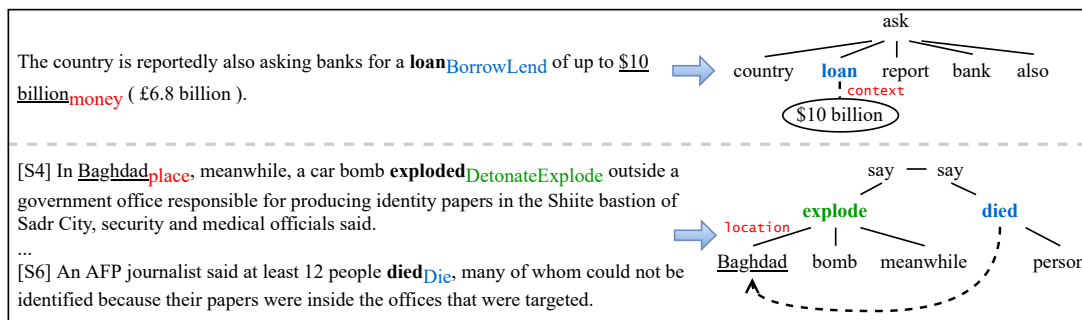 The country is reportedly also asking banks for a loanBorrowLend of up to $10
billionmoney ( £6.8 billion ).
ask
country loan report bank also
context
$10 billion
[S4] In Baghdadplace, meanwhile, a car bomb explodedDetonateExplode outside a
government office responsible for producing identity papers in the Shiite bastion of
Sadr City, security and medical officials said.
...
[S6] An AFP journalist said at least 12 people diedDie, many of whom could not be
identified because their papers were inside the offices that were targeted.
say say
explode died
location
Baghdad bomb meanwhile person